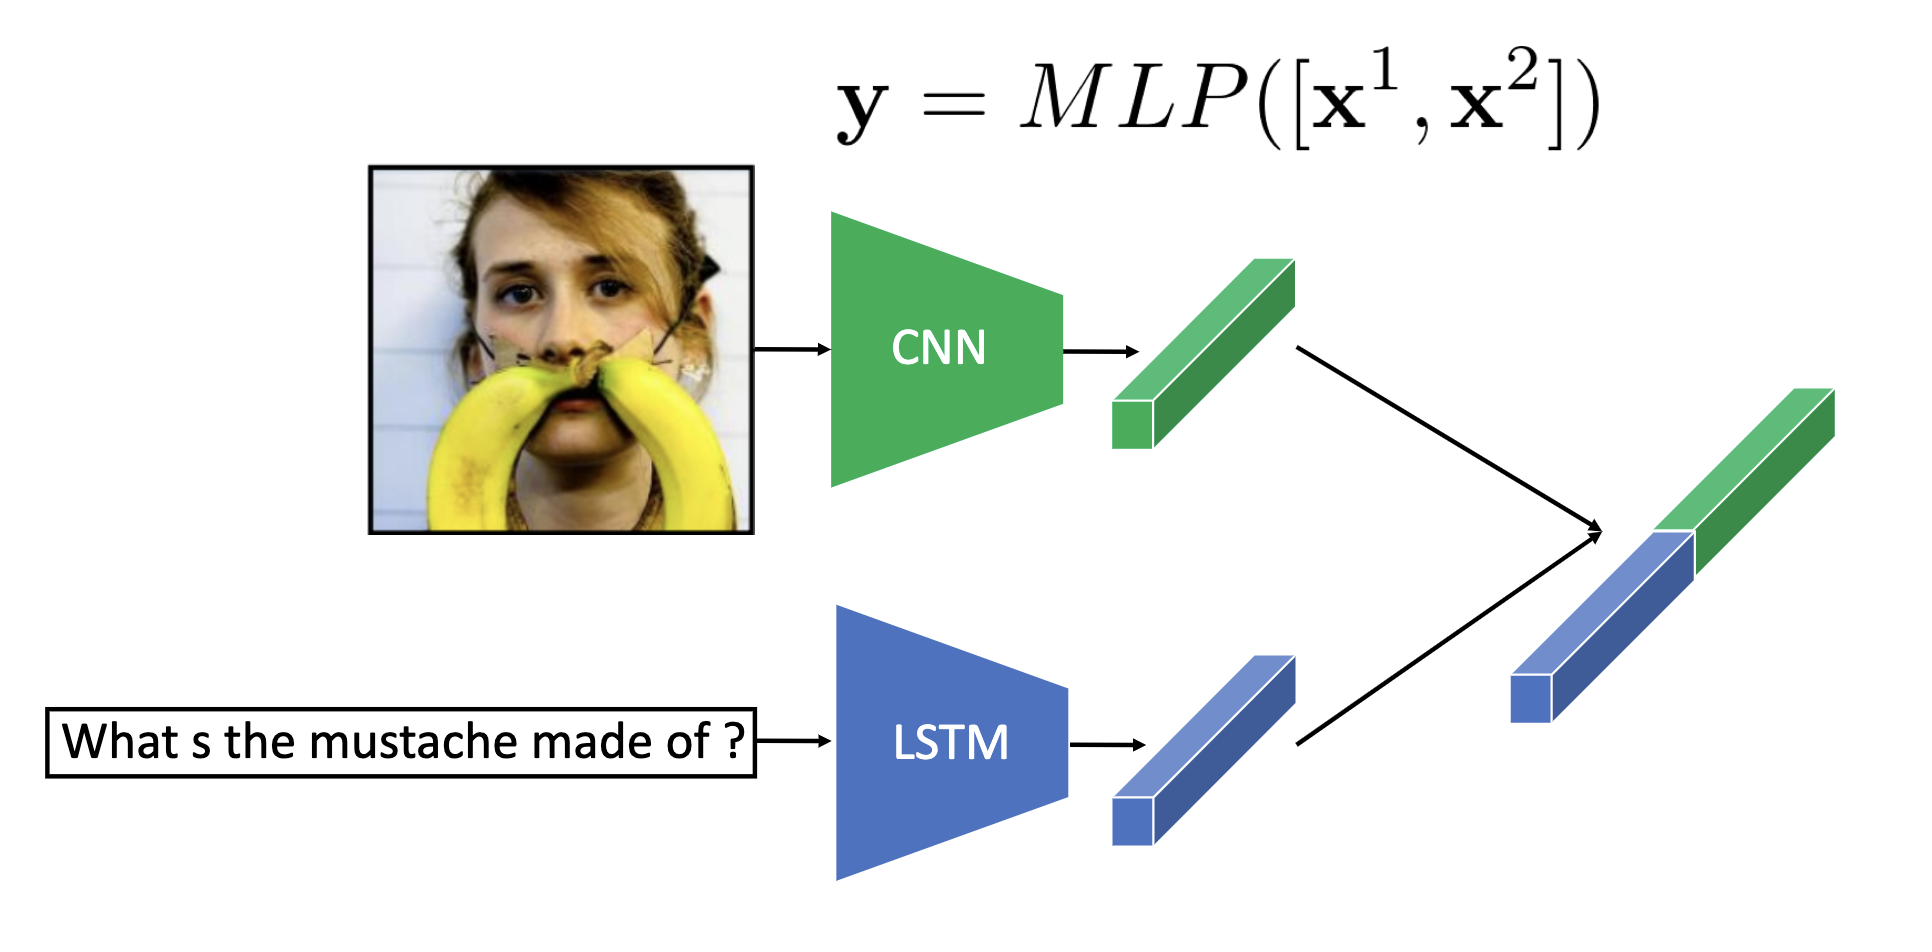 y = MLP([x¹, x²])
CNN
LSTM
What s the mustache made of ?